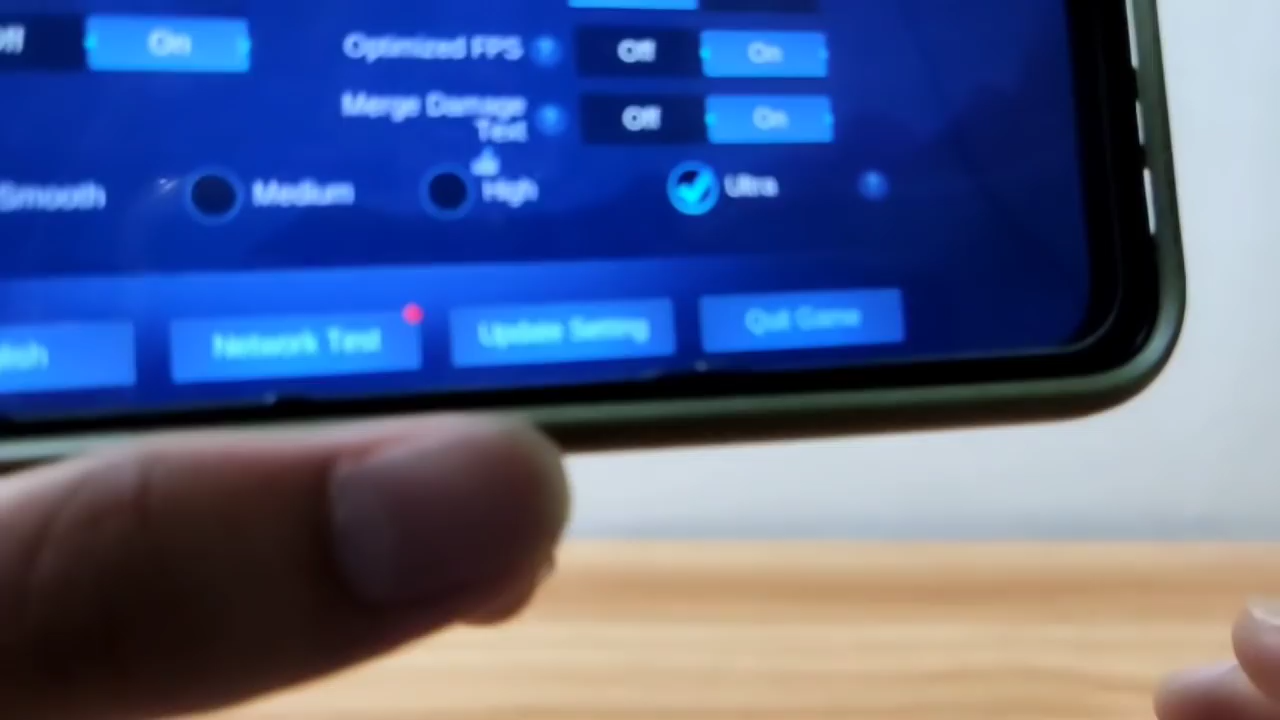 Off On
Optimized FPS ? Off On
Merge Damage
Text ? Off On
Smooth Medium High Ultra ?
Network Test Update Setting Quit Game